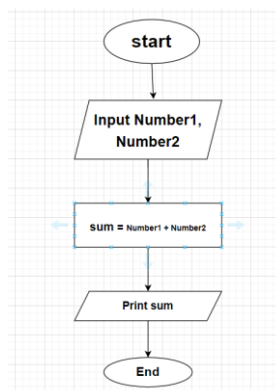 start
Input Number1,
Number2
sum = Number1 + Number2
Print sum
End